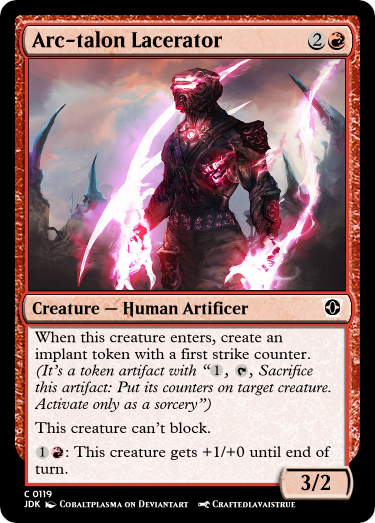 Arc-talon Lacerator 2
Creature — Human Artificer
When this creature enters, create an
implant token with a first strike counter.
(It's a token artifact with “1, , Sacrifice
this artifact: Put its counters on target creature.
Activate only as a sorcery”)
This creature can't block.
1 : This creature gets +1/+0 until end of
turn.
3/2
C 0119
JDK Cobaltplasma on Deviantart Craftedlavaistrue